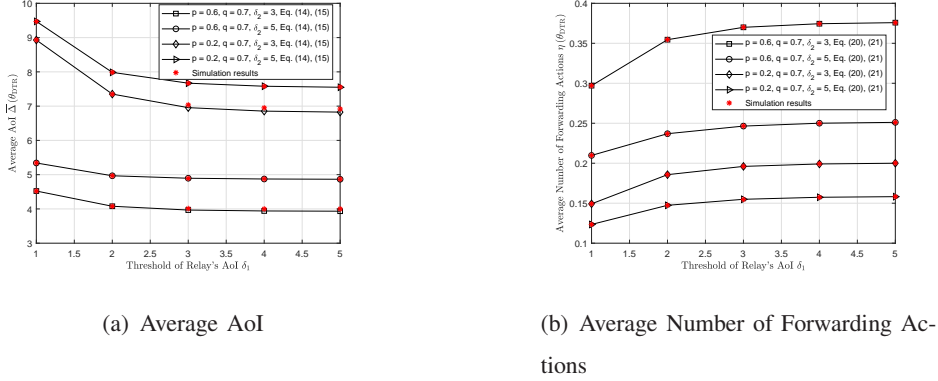 10
9
8
7
6
5
4
3
Average AoI Δ̄ (θDTR)
p = 0.6, q = 0.7, δ2 = 3, Eq. (14), (15)
p = 0.6, q = 0.7, δ2 = 5, Eq. (14), (15)
p = 0.2, q = 0.7, δ2 = 3, Eq. (14), (15)
p = 0.2, q = 0.7, δ2 = 5, Eq. (14), (15)
Simulation results
1 1.5 2 2.5 3 3.5 4 4.5 5
Threshold of Relay's AoI δ1
(a) Average AoI
0.4
0.35
0.3
0.25
0.2
0.15
0.1
Average Number of Forwarding Actions η (θDTR)
p = 0.6, q = 0.7, δ2 = 3, Eq. (20), (21)
p = 0.6, q = 0.7, δ2 = 5, Eq. (20), (21)
p = 0.2, q = 0.7, δ2 = 3, Eq. (20), (21)
p = 0.2, q = 0.7, δ2 = 5, Eq. (20), (21)
Simulation results
1 1.5 2 2.5 3 3.5 4 4.5 5
Threshold of Relay's AoI δ1
(b) Average Number of Forwarding Ac-
tions